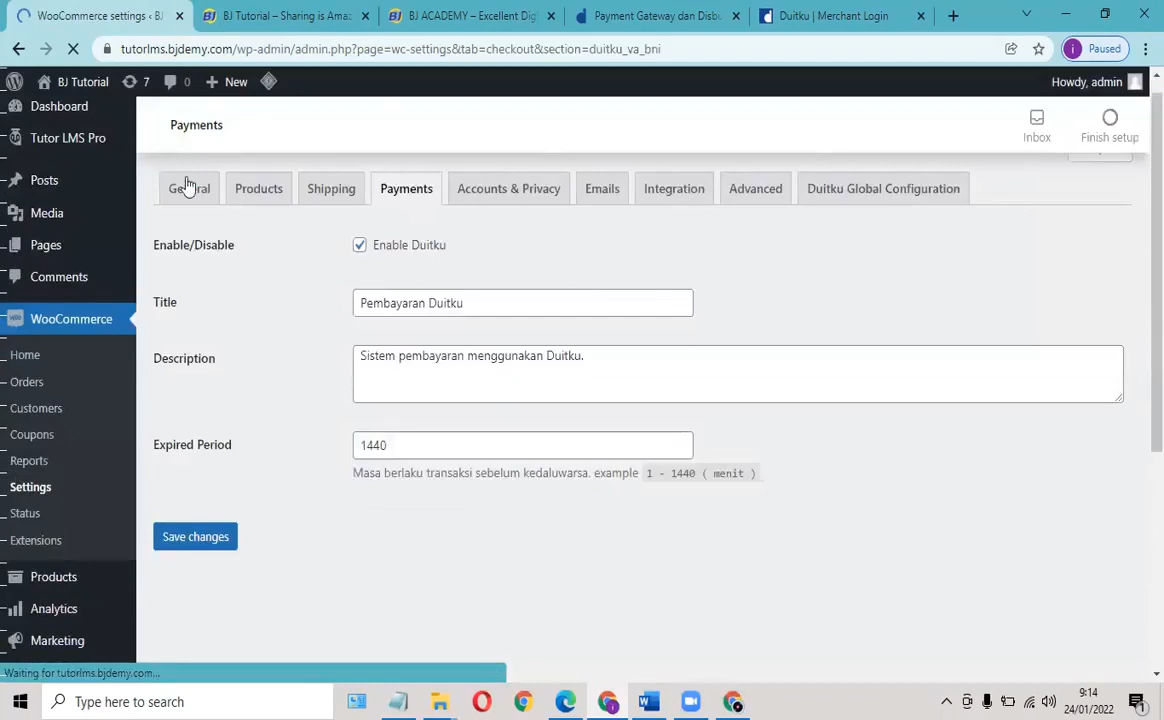 WooCommerce settings ‹ BJ
BJ Tutorial – Sharing is Amaz
BJ ACADEMY – Excellent Digi
Payment Gateway dan Disbu
Duitku | Merchant Login
tutorlms.bjdemy.com/wp-admin/admin.php?page=wc-settings&tab=checkout&section=duitku_va_bni
Paused
BJ Tutorial
7
0
New
Howdy, admin
Dashboard
Tutor LMS Pro
Posts
Media
Pages
Comments
WooCommerce
Home
Orders
Customers
Coupons
Reports
Settings
Status
Extensions
Products
Analytics
Marketing
Payments
Inbox
Finish setup
General
Products
Shipping
Payments
Accounts & Privacy
Emails
Integration
Advanced
Duitku Global Configuration
Enable/Disable
Enable Duitku
Title
Pembayaran Duitku
Description
Sistem pembayaran menggunakan Duitku.
Expired Period
1440
Masa berlaku transaksi sebelum kedaluwarsa. example 1 - 1440 ( menit )
Save changes
Waiting for tutorlms.bjdemy.com...
Type here to search
9:14
24/01/2022
1